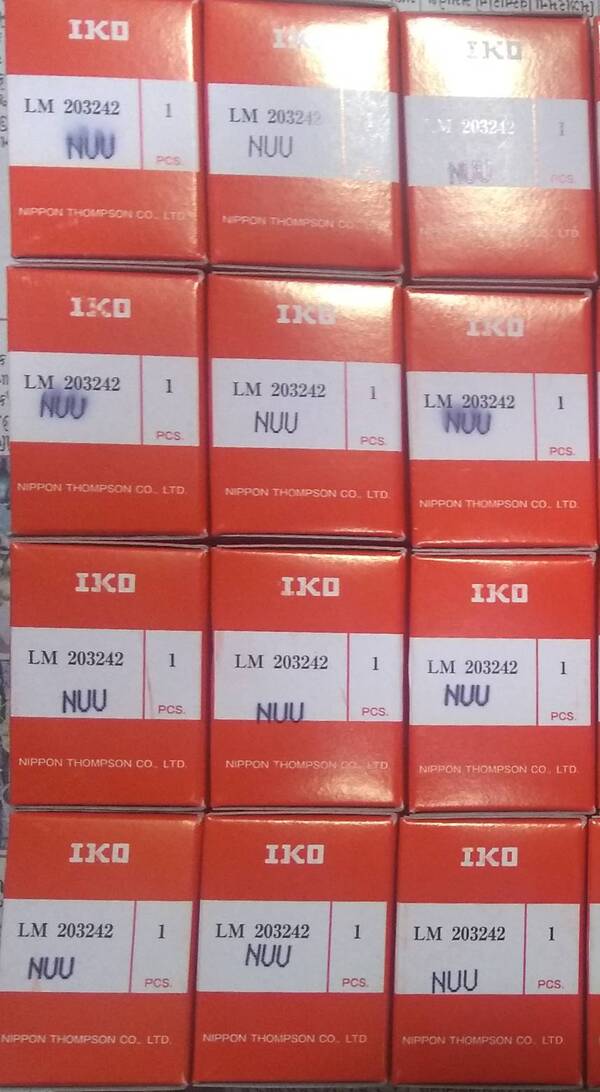 IKO
LM 203242 1
NUU PCS.
NIPPON THOMPSON CO., LTD.
IKO
LM 203242 1
NUU
NIPPON THOMPSON CO
IKO
LM 203242 1
NUU PCS.
NIPPON THOMPSON CO., LTD.
IKO
LM 203242 1
NUU PCS.
NIPPON THOMPSON CO., LTD.
IKO
LM 203242 1
NUU PCS.
NIPPON THOMPSON CO., LTD.
IKO
LM 203242 1
NUU PCS.
NIPPON THOMPSON CO., LTD.
IKO
LM 203242 1
NUU PCS.
NIPPON THOMPSON CO., LTD.
IKO
LM 203242 1
NUU PCS.
NIPPON THOMPSON CO., LTD.
IKO
LM 203242 1
NUU PCS.
NIPPON THOMPSON CO., LTD.
IKO
LM 203242 1
NUU PCS.
NIPPON THOMPSON CO., LTD.
IKO
LM 203242 1
NUU PCS.
NIPPON THOMPSON CO., LTD.
IKO
LM 203242 1
NUU PCS.
NIPPON THOMPSON CO., LTD.